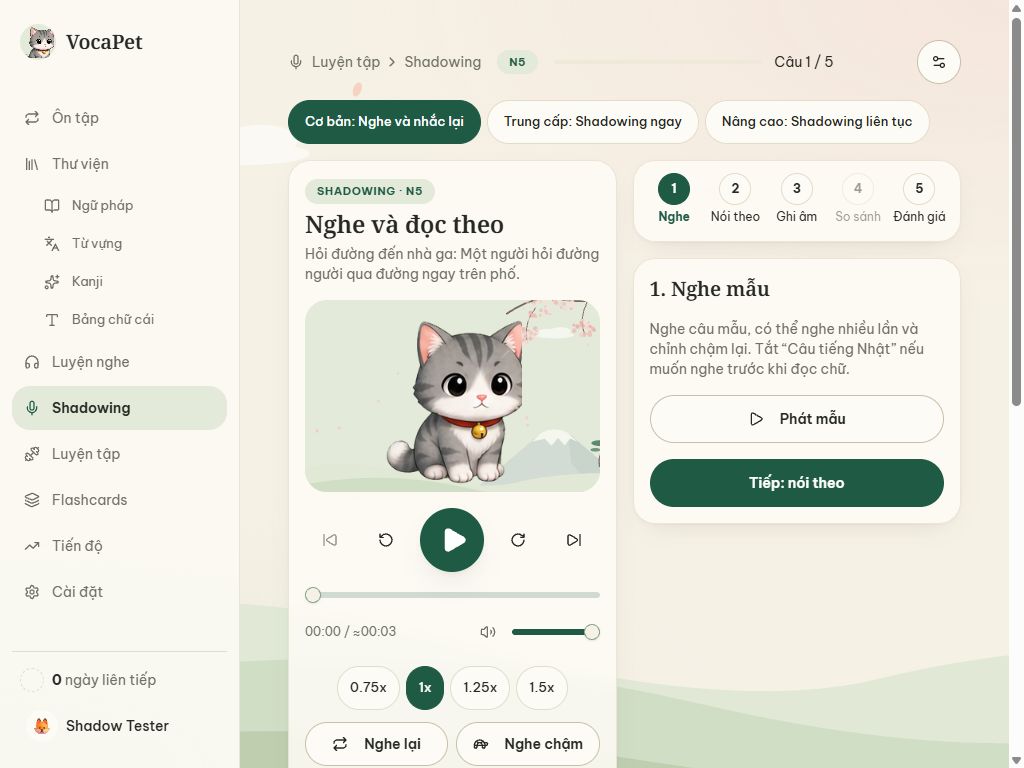 VocaPet
Ôn tập
Thư viện
Ngữ pháp
Từ vựng
Kanji
Bảng chữ cái
Luyện nghe
Shadowing
Luyện tập
Flashcards
Tiến độ
Cài đặt
0 ngày liên tiếp
Shadow Tester
Luyện tập > Shadowing N5 Câu 1 / 5
Cơ bản: Nghe và nhắc lại Trung cấp: Shadowing ngay Nâng cao: Shadowing liên tục
SHADOWING · N5
Nghe và đọc theo
Hỏi đường đến nhà ga: Một người hỏi đường
người qua đường ngay trên phố.
00:00 / ≈00:03
0.75x 1x 1.25x 1.5x
Nghe lại Nghe chậm
1 2 3 4 5
Nghe Nói theo Ghi âm So sánh Đánh giá
1. Nghe mẫu
Nghe câu mẫu, có thể nghe nhiều lần và
chỉnh chậm lại. Tắt “Câu tiếng Nhật” nếu
muốn nghe trước khi đọc chữ.
Phát mẫu
Tiếp: nói theo